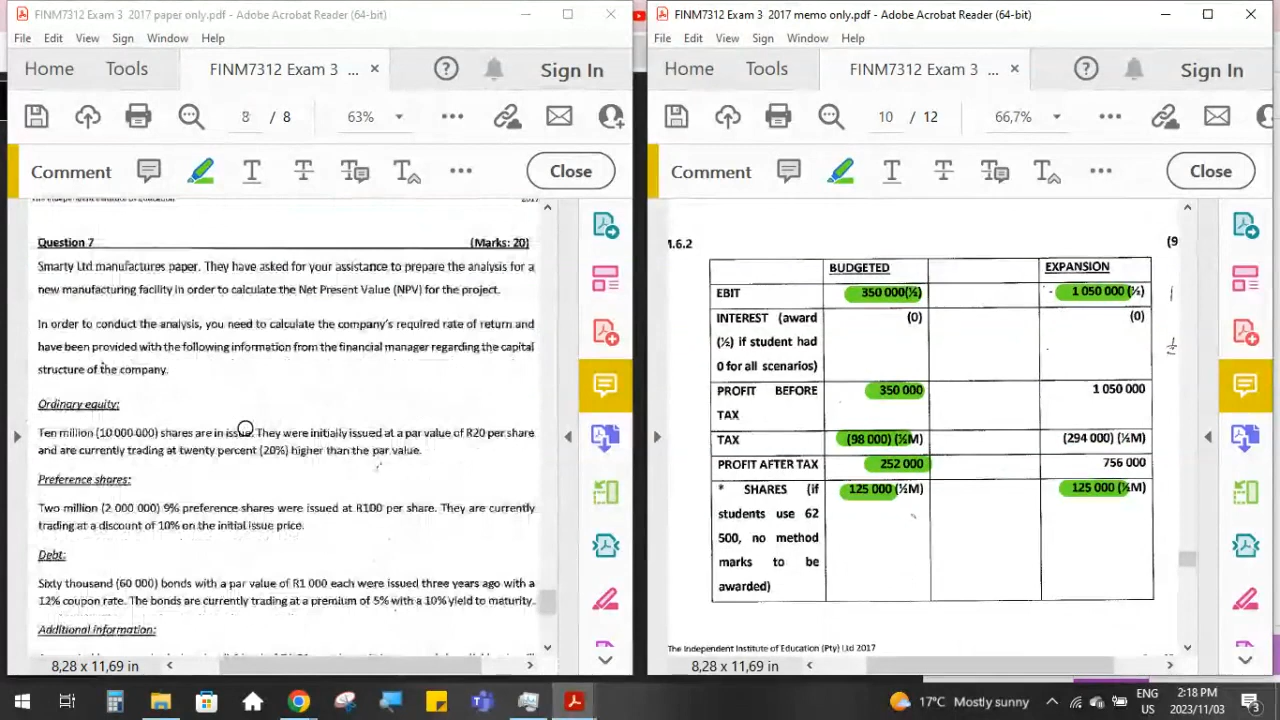 FINM7312 Exam 3 2017 paper only.pdf - Adobe Acrobat Reader (64-bit)
File Edit View Sign Window Help
Home Tools FINM7312 Exam 3 ... Sign In
8 / 8 63%
Comment Close
Question 7 (Marks: 20)
Smarty Ltd manufactures paper. They have asked for your assistance to prepare the analysis for a
new manufacturing facility in order to calculate the Net Present Value (NPV) for the project.
In order to conduct the analysis, you need to calculate the company's required rate of return and
have been provided with the following information from the financial manager regarding the capital
structure of the company.
Ordinary equity:
Ten million (10 000 000) shares are in issue. They were initially issued at a par value of R20 per share
and are currently trading at twenty percent (20%) higher than the par value.
Preference shares:
Two million (2 000 000) 9% preference shares were issued at R100 per share. They are currently
trading at a discount of 10% on the initial issue price.
Debt:
Sixty thousand (60 000) bonds with a par value of R1 000 each were issued three years ago with a
12% coupon rate. The bonds are currently trading at a premium of 5% with a 10% yield to maturity.
Additional information:
8,28 x 11,69 in
FINM7312 Exam 3 2017 memo only.pdf - Adobe Acrobat Reader (64-bit)
File Edit View Sign Window Help
Home Tools FINM7312 Exam 3 ... Sign In
10 / 12 66,7%
Comment Close
1.6.2 (9
BUDGETED EXPANSION
EBIT 350 000(½) 1 050 000 (½)
INTEREST (award (0) (0)
(½) if student had
0 for all scenarios)
PROFIT BEFORE 350 000 1 050 000
TAX
TAX (98 000) (½M) (294 000) (½M)
PROFIT AFTER TAX 252 000 756 000
* SHARES (if 125 000 (½M) 125 000 (½M)
students use 62
500, no method
marks to be
awarded)
The Independent Institute of Education (Pty) Ltd 2017
8,28 x 11,69 in
17°C Mostly sunny ENG US 2:18 PM 2023/11/03 3